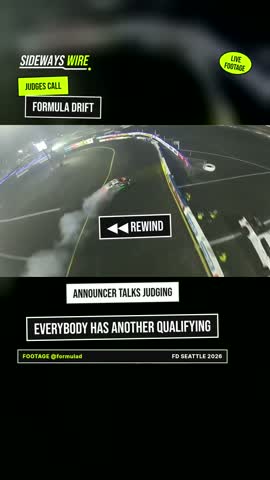 SIDEWAYS WIRE.
LIVE
FOOTAGE
JUDGES CALL
FORMULA DRIFT
REWIND
ANNOUNCER TALKS JUDGING
EVERYBODY HAS ANOTHER QUALIFYING
FOOTAGE @formulad
FD SEATTLE 2026